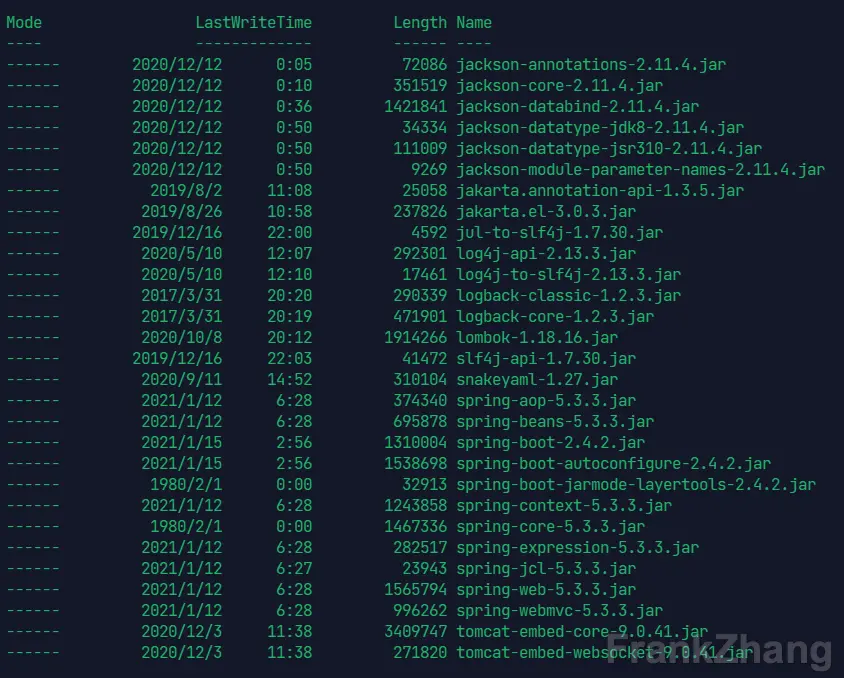 Mode LastWriteTime Length Name
---- ------------- ------ ----
------ 2020/12/12 0:05 72086 jackson-annotations-2.11.4.jar
------ 2020/12/12 0:10 351519 jackson-core-2.11.4.jar
------ 2020/12/12 0:36 1421841 jackson-databind-2.11.4.jar
------ 2020/12/12 0:50 34334 jackson-datatype-jdk8-2.11.4.jar
------ 2020/12/12 0:50 111009 jackson-datatype-jsr310-2.11.4.jar
------ 2020/12/12 0:50 9269 jackson-module-parameter-names-2.11.4.jar
------ 2019/8/2 11:08 25058 jakarta.annotation-api-1.3.5.jar
------ 2019/8/26 10:58 237826 jakarta.el-3.0.3.jar
------ 2019/12/16 22:00 4592 jul-to-slf4j-1.7.30.jar
------ 2020/5/10 12:07 292301 log4j-api-2.13.3.jar
------ 2020/5/10 12:10 17461 log4j-to-slf4j-2.13.3.jar
------ 2017/3/31 20:20 290339 logback-classic-1.2.3.jar
------ 2017/3/31 20:19 471901 logback-core-1.2.3.jar
------ 2020/10/8 20:12 1914266 lombok-1.18.16.jar
------ 2019/12/16 22:03 41472 slf4j-api-1.7.30.jar
------ 2020/9/11 14:52 310104 snakeyaml-1.27.jar
------ 2021/1/12 6:28 374340 spring-aop-5.3.3.jar
------ 2021/1/12 6:28 695878 spring-beans-5.3.3.jar
------ 2021/1/15 2:56 1310004 spring-boot-2.4.2.jar
------ 2021/1/15 2:56 1538698 spring-boot-autoconfigure-2.4.2.jar
------ 1980/2/1 0:00 32913 spring-boot-jarmode-layertools-2.4.2.jar
------ 2021/1/12 6:28 1243858 spring-context-5.3.3.jar
------ 1980/2/1 0:00 1467336 spring-core-5.3.3.jar
------ 2021/1/12 6:28 282517 spring-expression-5.3.3.jar
------ 2021/1/12 6:27 23943 spring-jcl-5.3.3.jar
------ 2021/1/12 6:28 1565794 spring-web-5.3.3.jar
------ 2021/1/12 6:28 996262 spring-webmvc-5.3.3.jar
------ 2020/12/3 11:38 3409747 tomcat-embed-core-9.0.41.jar
------ 2020/12/3 11:38 271820 tomcat-embed-websocket-9.0.41.jar
FrankZhang